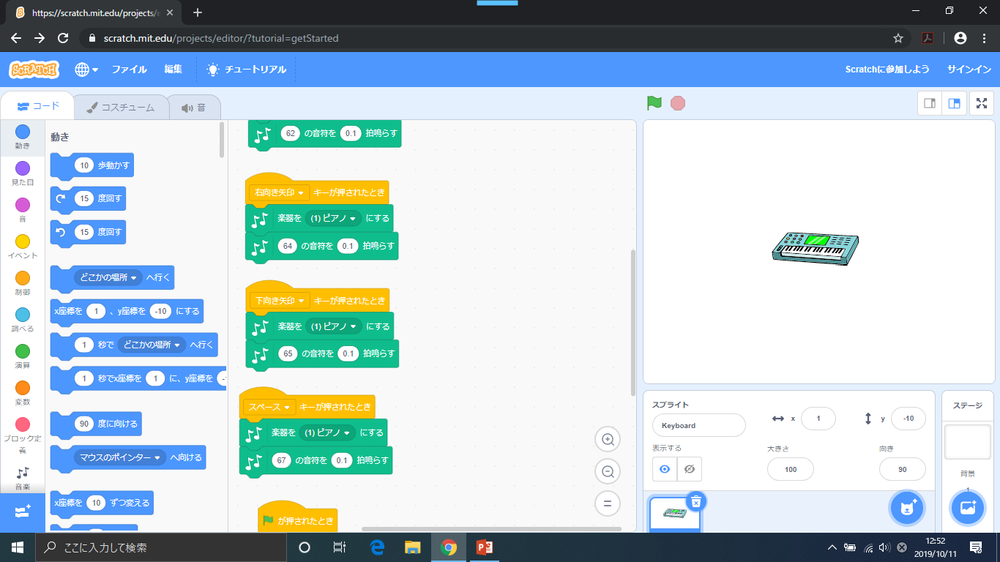 https://scratch.mit.edu/projects/e
scratch.mit.edu/projects/editor/?tutorial=getStarted
SCRATCH
ファイル
編集
チュートリアル
Scratchに参加しよう
サインイン
コード
コスチューム
音
動き
見た目
音
イベント
制御
調べる
演算
変数
ブロック定義
音楽
動き
10 歩動かす
15 度回す
15 度回す
どこかの場所 へ行く
x座標を 1 、y座標を -10 にする
1 秒で どこかの場所 へ行く
1 秒でx座標を 1 に、y座標を -
90 度に向ける
マウスのポインター へ向ける
x座標を 10 ずつ変える
62 の音符を 0.1 拍鳴らす
右向き矢印 キーが押されたとき
楽器を (1) ピアノ にする
64 の音符を 0.1 拍鳴らす
下向き矢印 キーが押されたとき
楽器を (1) ピアノ にする
65 の音符を 0.1 拍鳴らす
スペース キーが押されたとき
楽器を (1) ピアノ にする
67 の音符を 0.1 拍鳴らす
が押されたとき
スプライト
Keyboard
x 1
y -10
表示する
大きさ
100
向き
90
ステージ
背景
1
ここに入力して検索
12:52
2019/10/11